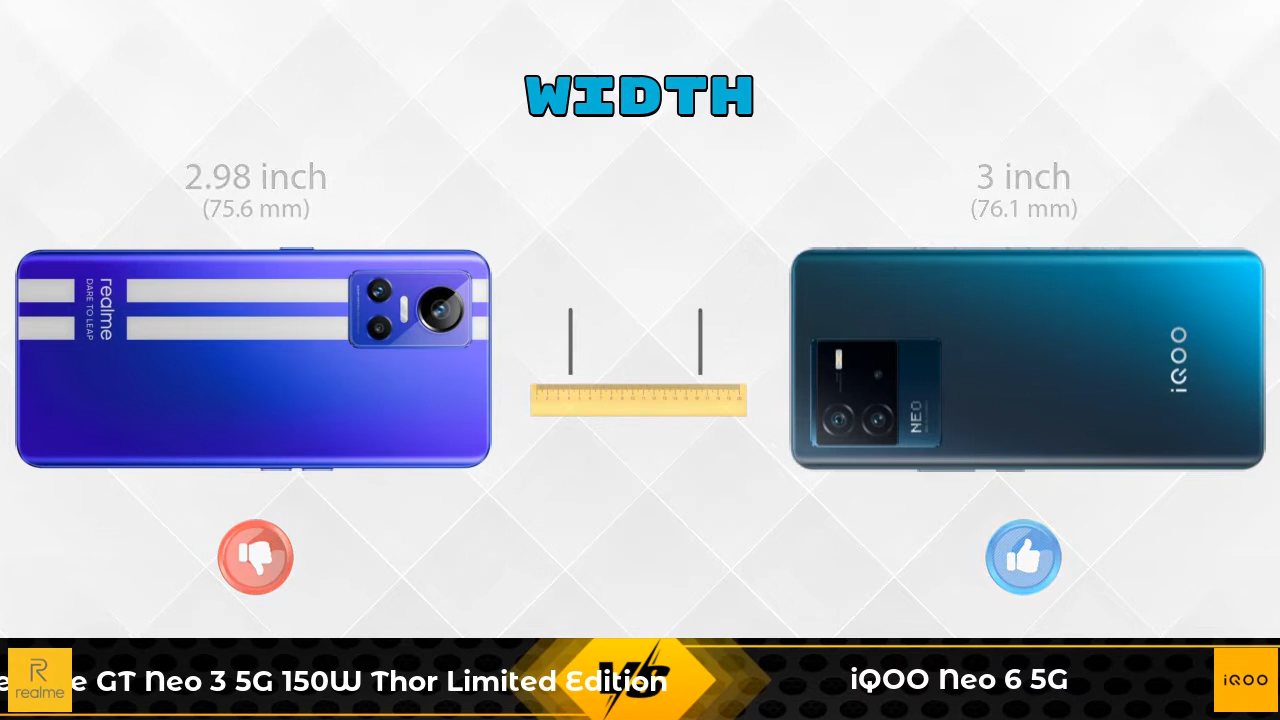 WIDTH
2.98 inch
(75.6 mm)
3 inch
(76.1 mm)
realme
DARE TO LEAP
NEO
iQOO
GT Neo 3 5G 150W Thor Limited Edition
VS
iQOO Neo 6 5G
realme
iQOO